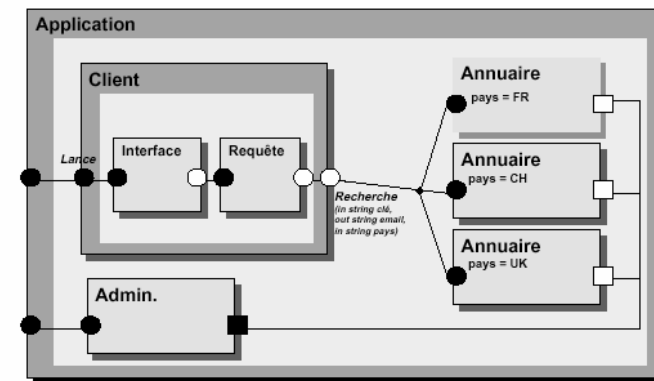 Application
Client
Lance
Interface
Requête
Recherche
(in string clé,
out string email,
in string pays)
Annuaire
pays = FR
Annuaire
pays = CH
Annuaire
pays = UK
Admin.